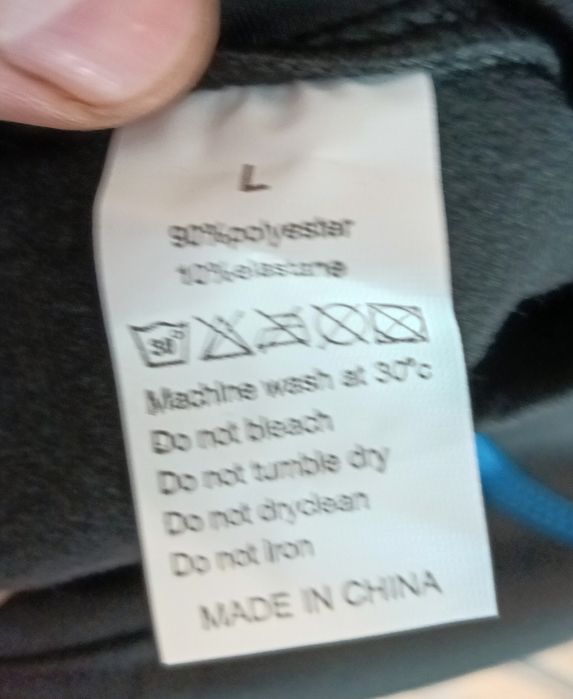 L
90%polyester
10%elastane
30°
Machine wash at 30°c
Do not bleach
Do not tumble dry
Do not dryclean
Do not iron
MADE IN CHINA